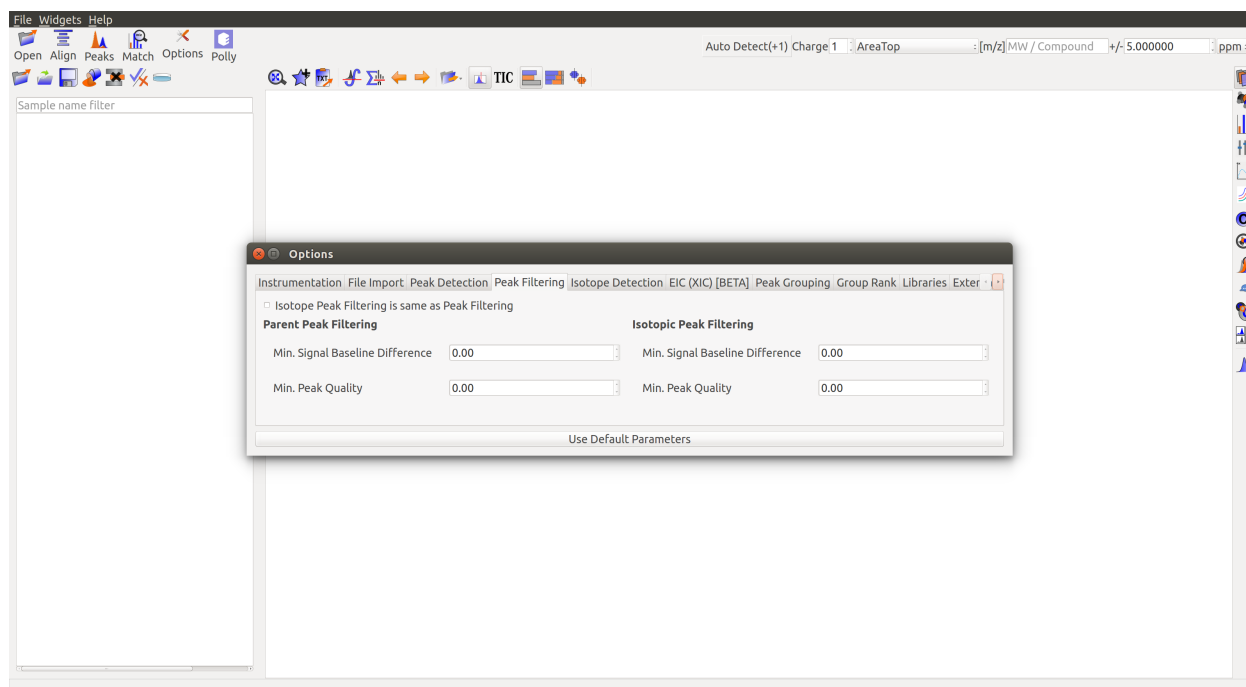 File Widgets Help
Open Align Peaks Match Options Polly
Auto Detect(+1) Charge 1 AreaTop [m/z] MW / Compound +/- 5.000000 ppm
TXT TIC
Sample name filter
Options
Instrumentation File Import Peak Detection Peak Filtering Isotope Detection EIC (XIC) [BETA] Peak Grouping Group Rank Libraries Exter
Isotope Peak Filtering is same as Peak Filtering
Parent Peak Filtering Isotopic Peak Filtering
Min. Signal Baseline Difference 0.00 Min. Signal Baseline Difference 0.00
Min. Peak Quality 0.00 Min. Peak Quality 0.00
Use Default Parameters